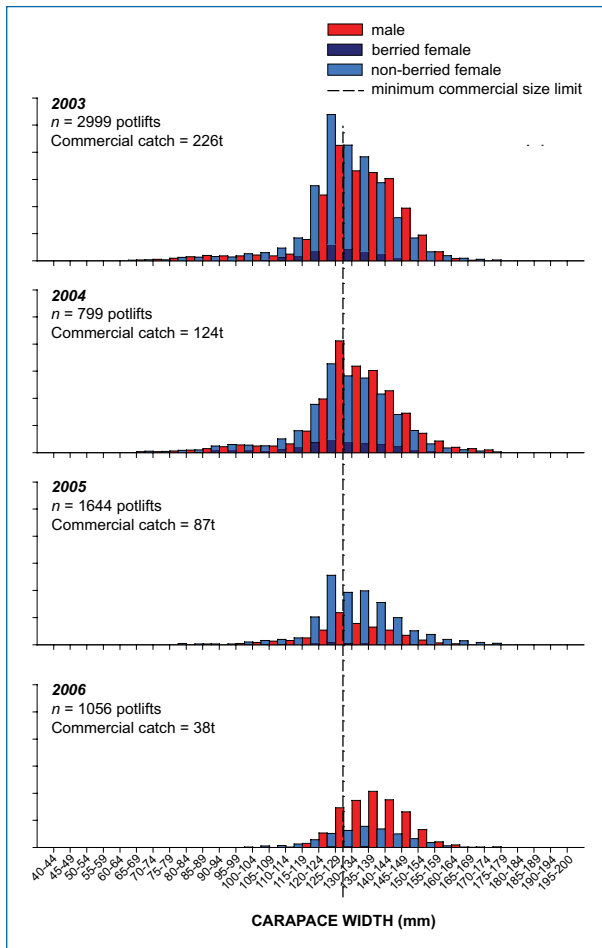 male
berried female
non-berried female
minimum commercial size limit
2003
n = 2999 potlifts
Commercial catch = 226t
2004
n = 799 potlifts
Commercial catch = 124t
2005
n = 1644 potlifts
Commercial catch = 87t
2006
n = 1056 potlifts
Commercial catch = 38t
40-44
45-49
50-54
55-59
60-64
65-69
70-74
75-79
80-84
85-89
90-94
95-99
100-104
105-109
110-114
115-119
120-124
125-129
130-134
135-139
140-144
145-149
150-154
155-159
160-164
165-169
170-174
175-179
180-184
185-189
190-194
195-200
CARAPACE WIDTH (mm)